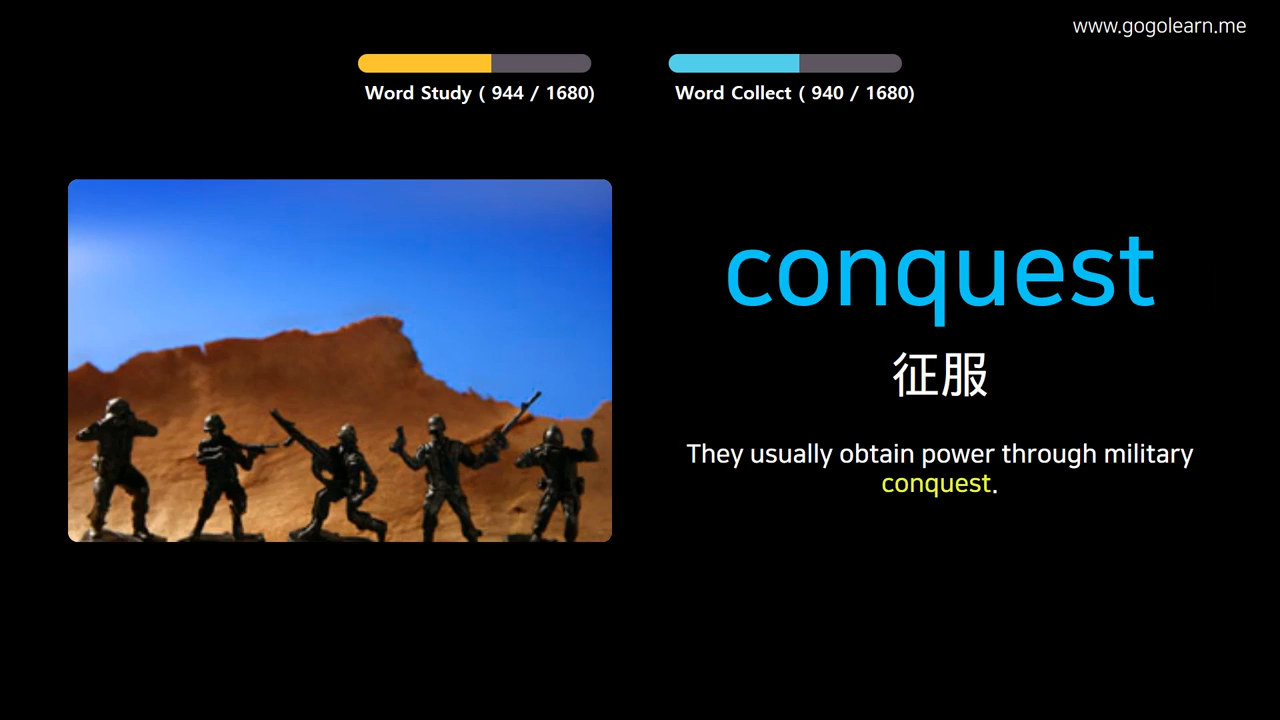 www.gogolearn.me
Word Study ( 944 / 1680)
Word Collect ( 940 / 1680)
conquest
征服
They usually obtain power through military
conquest.